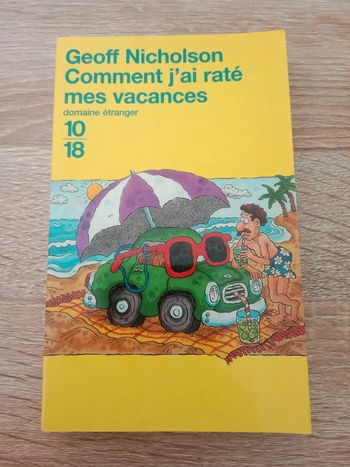 Geoff Nicholson
Comment j'ai raté
mes vacances
domaine étranger
10
18